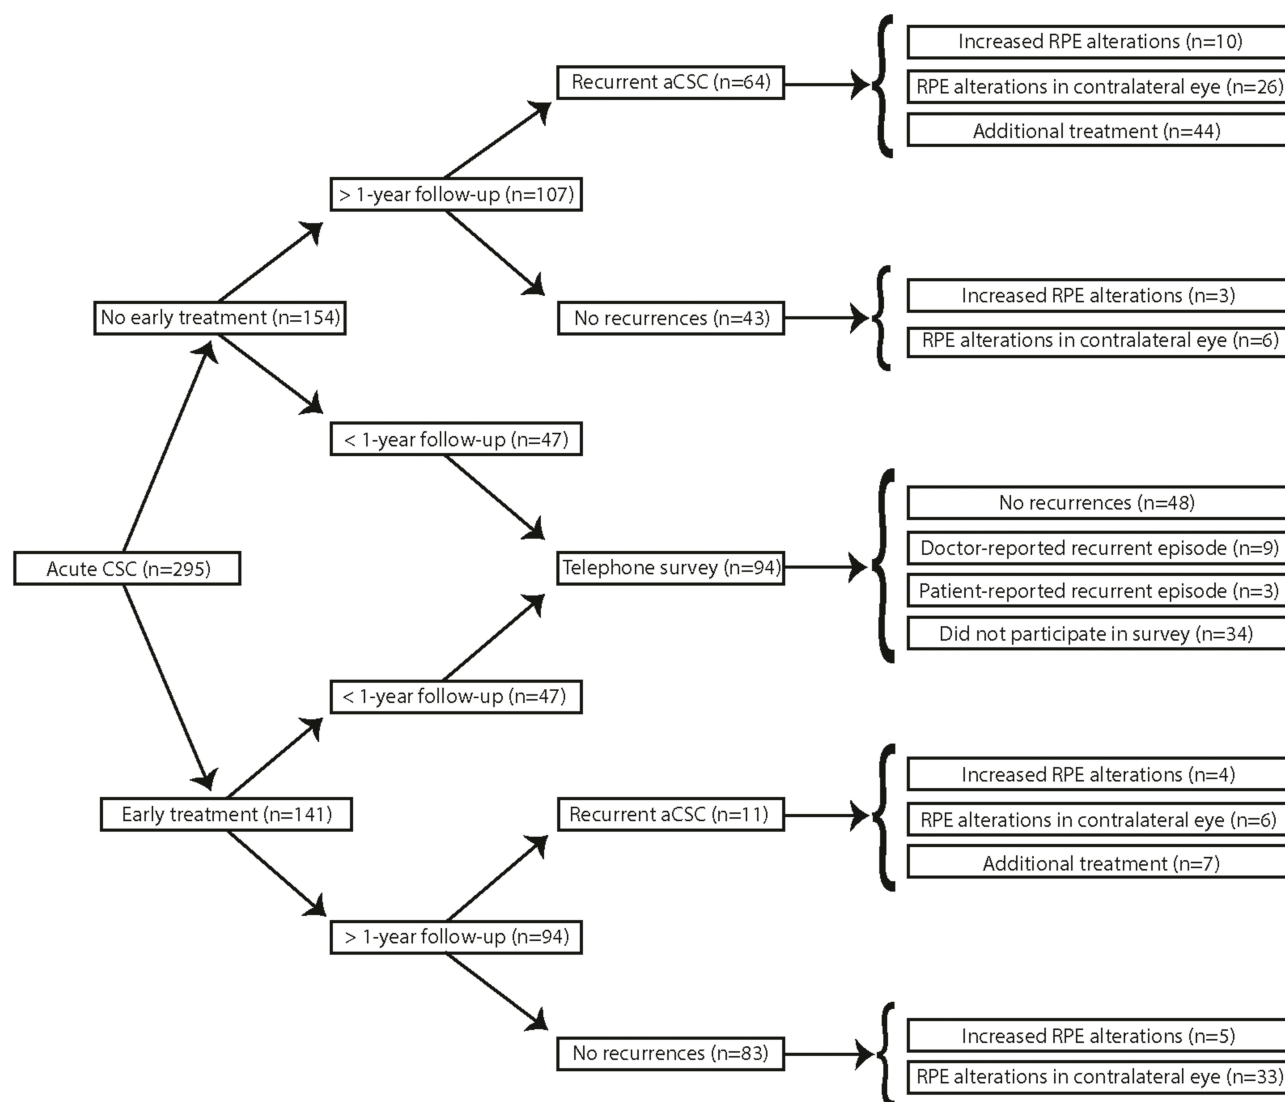 Acute CSC (n=295)
No early treatment (n=154)
Early treatment (n=141)
> 1-year follow-up (n=107)
< 1-year follow-up (n=47)
< 1-year follow-up (n=47)
> 1-year follow-up (n=94)
Recurrent aCSC (n=64)
No recurrences (n=43)
Telephone survey (n=94)
Recurrent aCSC (n=11)
No recurrences (n=83)
Increased RPE alterations (n=10)
RPE alterations in contralateral eye (n=26)
Additional treatment (n=44)
Increased RPE alterations (n=3)
RPE alterations in contralateral eye (n=6)
No recurrences (n=48)
Doctor-reported recurrent episode (n=9)
Patient-reported recurrent episode (n=3)
Did not participate in survey (n=34)
Increased RPE alterations (n=4)
RPE alterations in contralateral eye (n=6)
Additional treatment (n=7)
Increased RPE alterations (n=5)
RPE alterations in contralateral eye (n=33)